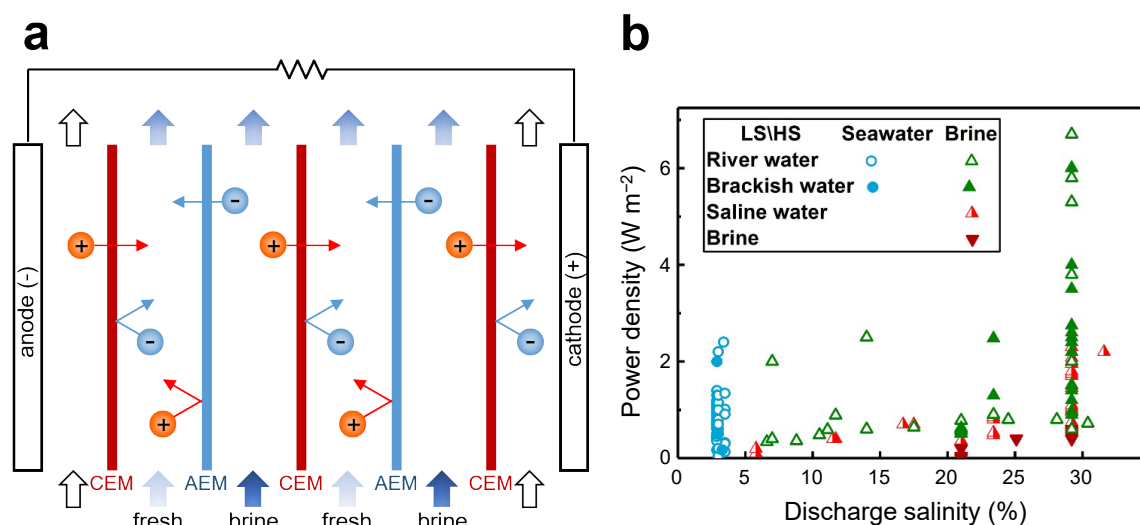 a
anode (-)
cathode (+)
+
-
+
-
+
-
-
-
+
+
CEM AEM CEM AEM CEM
fresh brine fresh brine
b
LS\HS Seawater Brine
River water
Brackish water
Saline water
Brine
Power density (W m⁻²)
6
4
2
0
0 5 10 15 20 25 30
Discharge salinity (%)